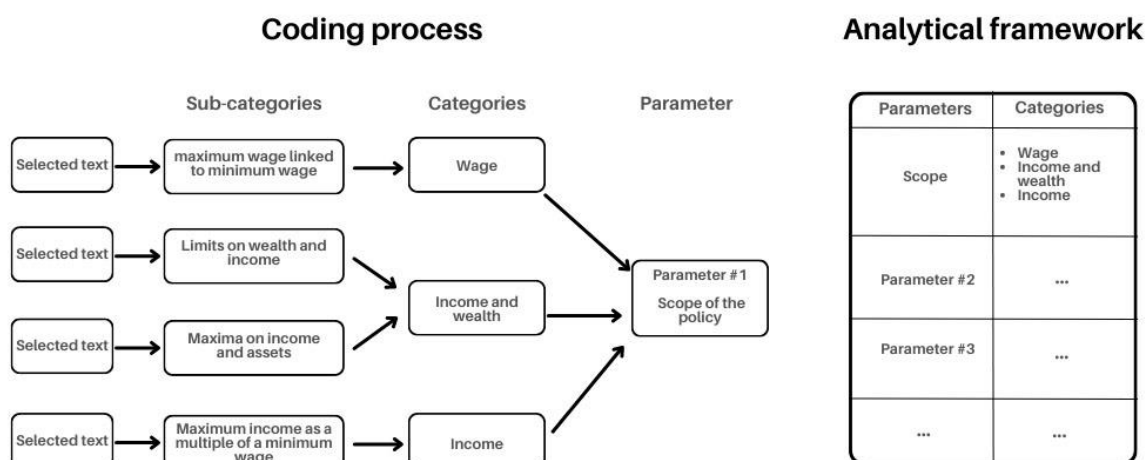 Coding process
Analytical framework
Sub-categories
Categories
Parameter
Selected text
maximum wage linked
to minimum wage
Wage
Selected text
Limits on wealth and
income
Income and
wealth
Selected text
Maxima on income
and assets
Parameter #1
Scope of the
policy
Selected text
Maximum income as a
multiple of a minimum
wage
Income
Parameters
Categories
Scope
• Wage
• Income and
wealth
• Income
Parameter #2
...
Parameter #3
...
...
...